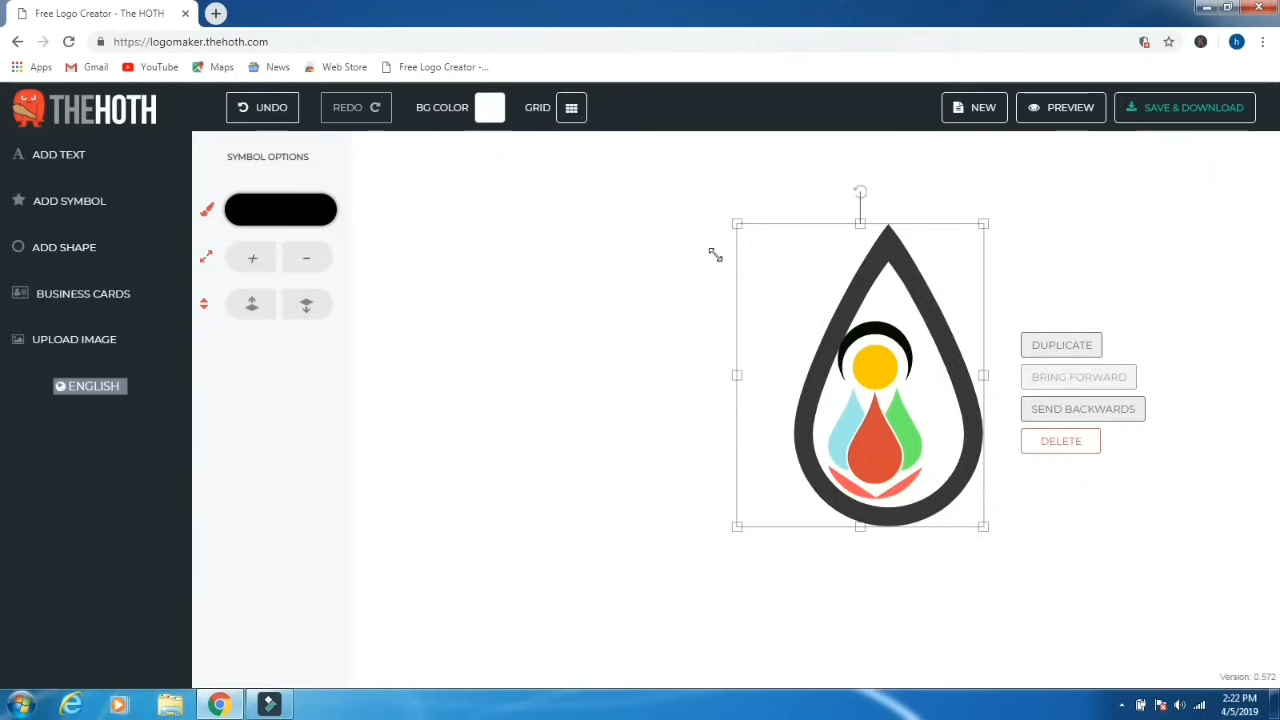 Free Logo Creator - The HOTH
https://logomaker.thehoth.com
K
h
Apps
Gmail
YouTube
Maps
News
Web Store
Free Logo Creator -...
THEHOTH
UNDO
REDO
BG COLOR
GRID
NEW
PREVIEW
SAVE & DOWNLOAD
A ADD TEXT
ADD SYMBOL
ADD SHAPE
BUSINESS CARDS
UPLOAD IMAGE
ENGLISH
SYMBOL OPTIONS
+ -
DUPLICATE
BRING FORWARD
SEND BACKWARDS
DELETE
Version: 0.572
2:22 PM
4/5/2019